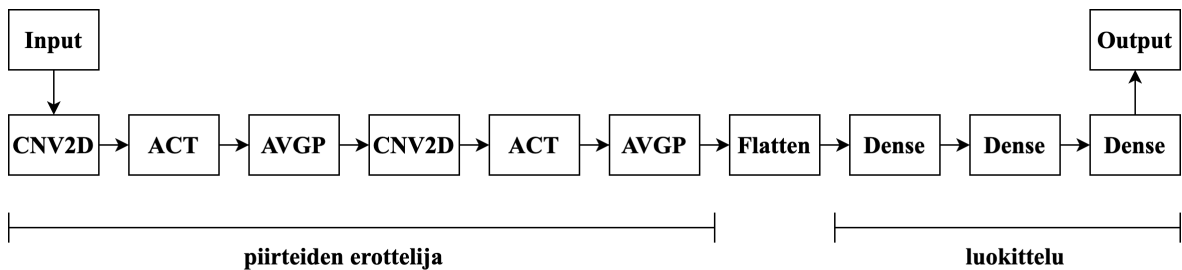 Input
Output
CNV2D
ACT
AVGP
CNV2D
ACT
AVGP
Flatten
Dense
Dense
Dense
piirteiden erottelija
luokittelu